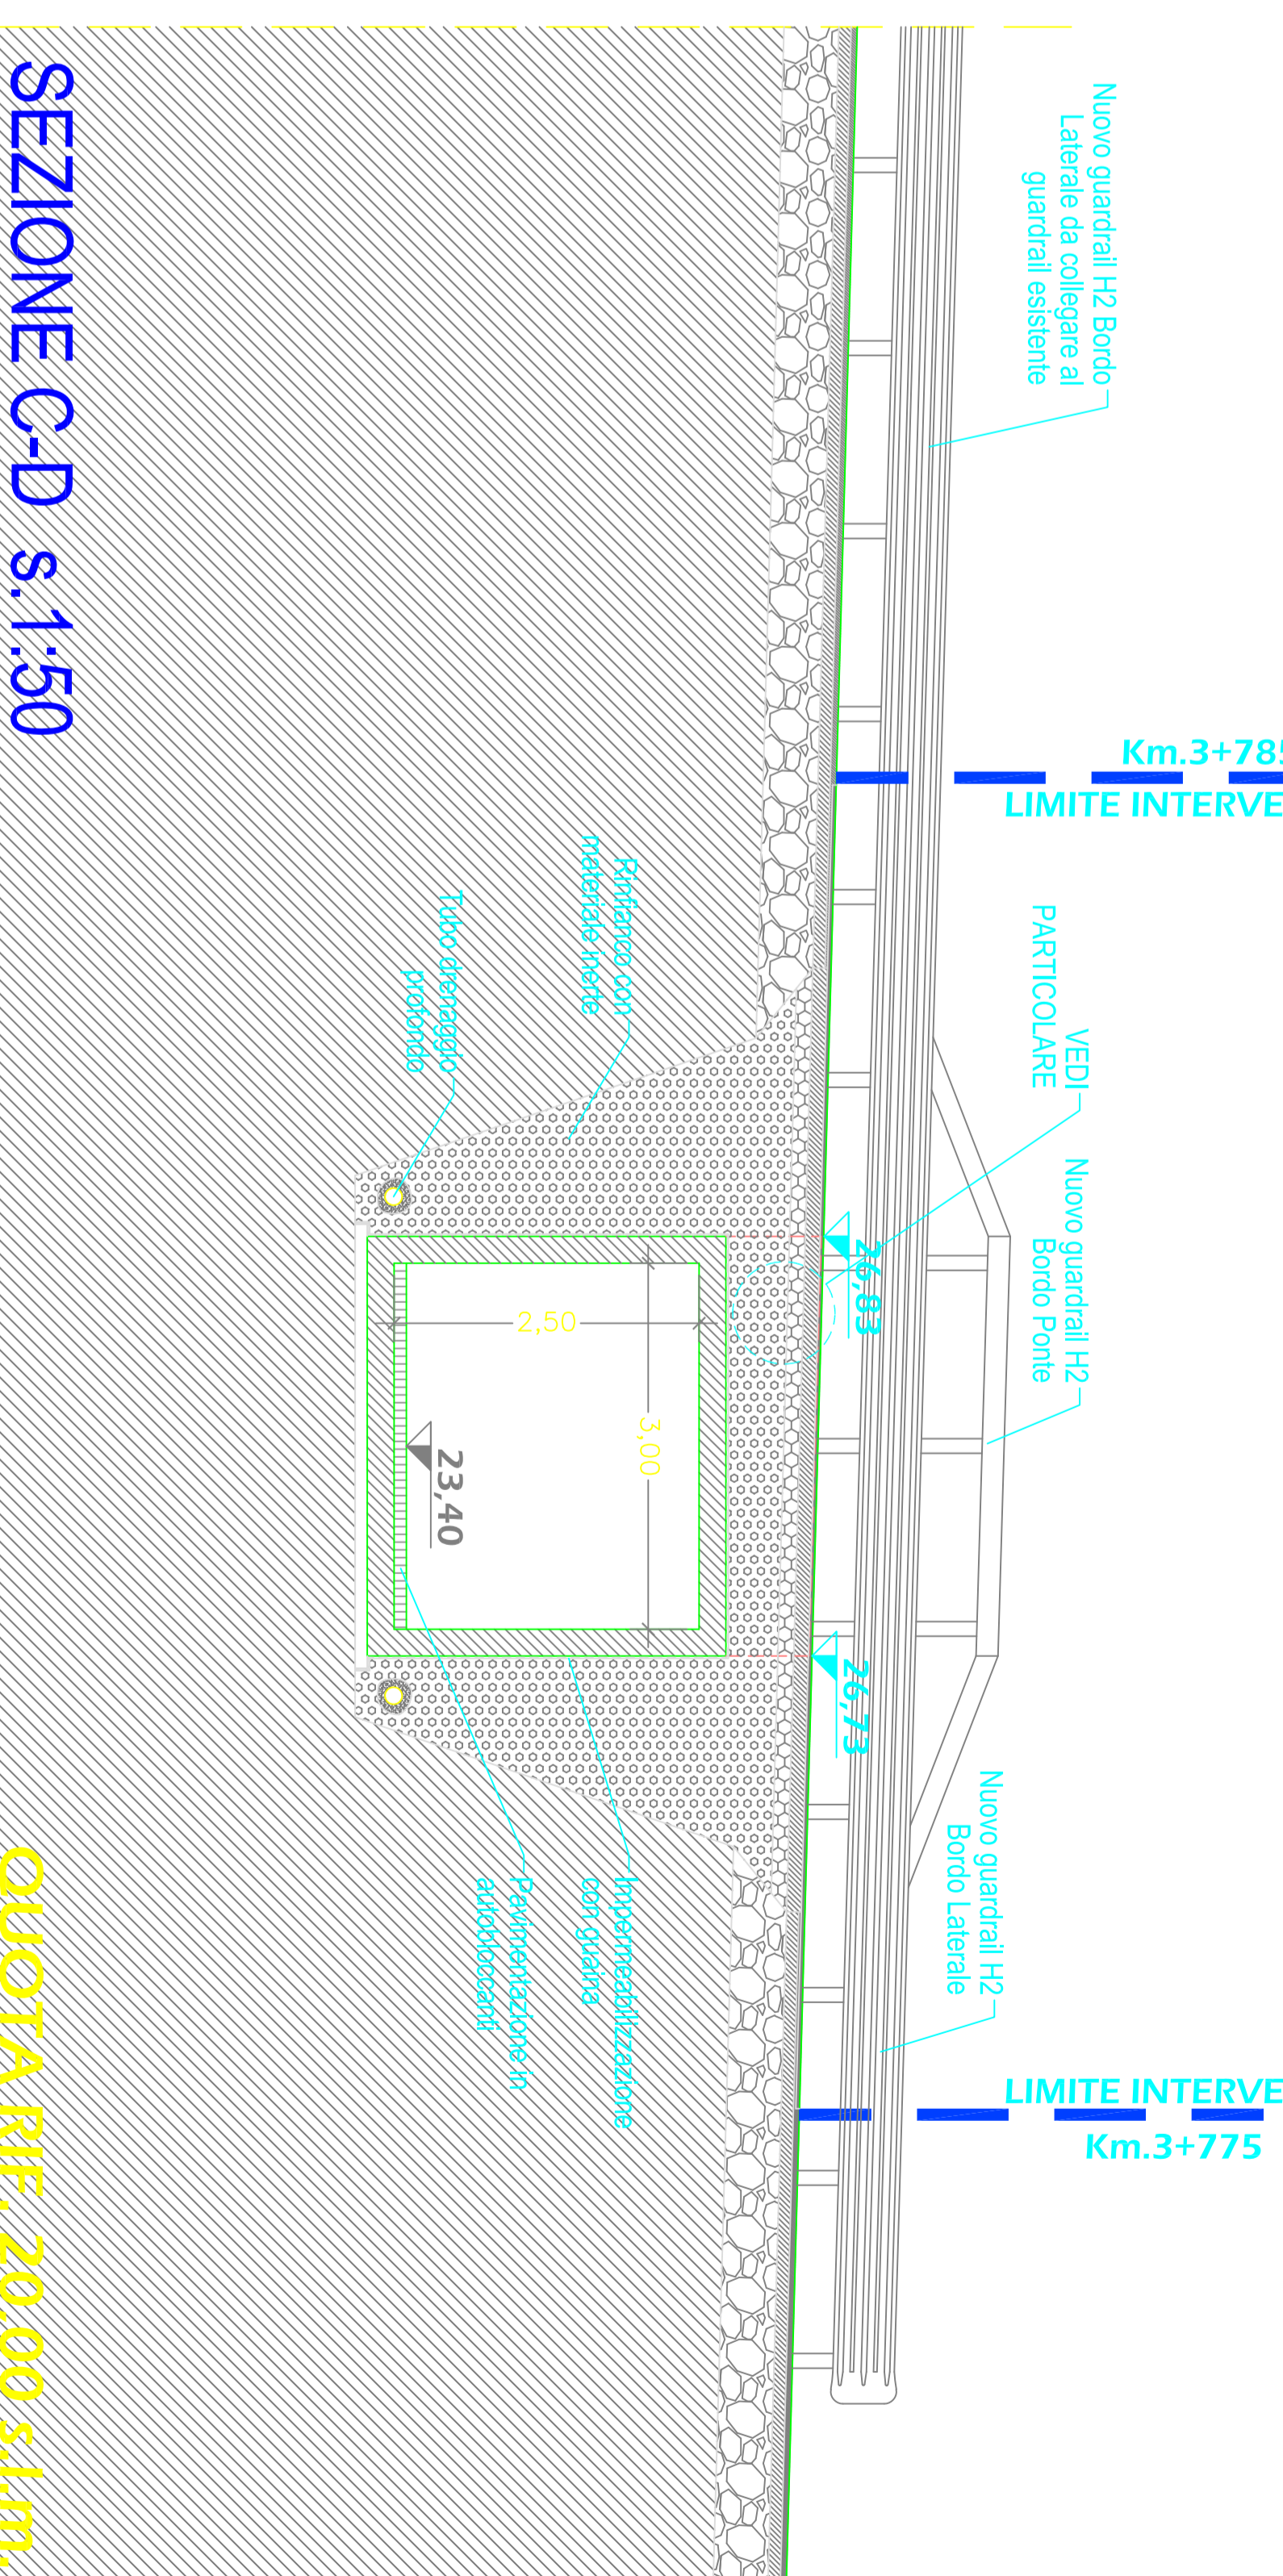 Nuovo guardrail H2 Bordo
Laterale da collegare al
guardrail esistente
Km.3+785
LIMITE INTERVE
VEDI
PARTICOLARE
Nuovo guardrail H2
Bordo Ponte
Nuovo guardrail H2
Bordo Laterale
LIMITE INTERVE
Km.3+775
26,83
26,73
Rinfianco con
materiale inerte
Tubo drenaggio
profondo
2,50
3,00
23,40
Impermeabilizzazione
con guaina
Pavimentazione in
autobloccanti
SEZIONE C-D s.1:50
QUOTA RIF. 20,00 s.l.m.